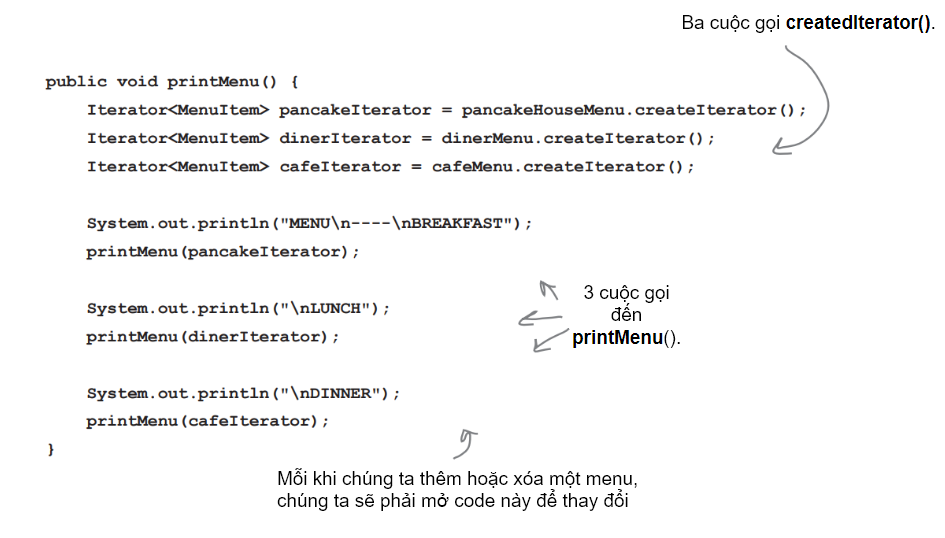 Ba cuộc gọi createdIterator().
public void printMenu() {
Iterator<MenuItem> pancakeIterator = pancakeHouseMenu.createIterator();
Iterator<MenuItem> dinerIterator = dinerMenu.createIterator();
Iterator<MenuItem> cafeIterator = cafeMenu.createIterator();
System.out.println("MENU\n----\nBREAKFAST");
printMenu(pancakeIterator);
System.out.println("\nLUNCH");
printMenu(dinerIterator);
System.out.println("\nDINNER");
printMenu(cafeIterator);
}
3 cuộc gọi
đến
printMenu().
Mỗi khi chúng ta thêm hoặc xóa một menu,
chúng ta sẽ phải mở code này để thay đổi